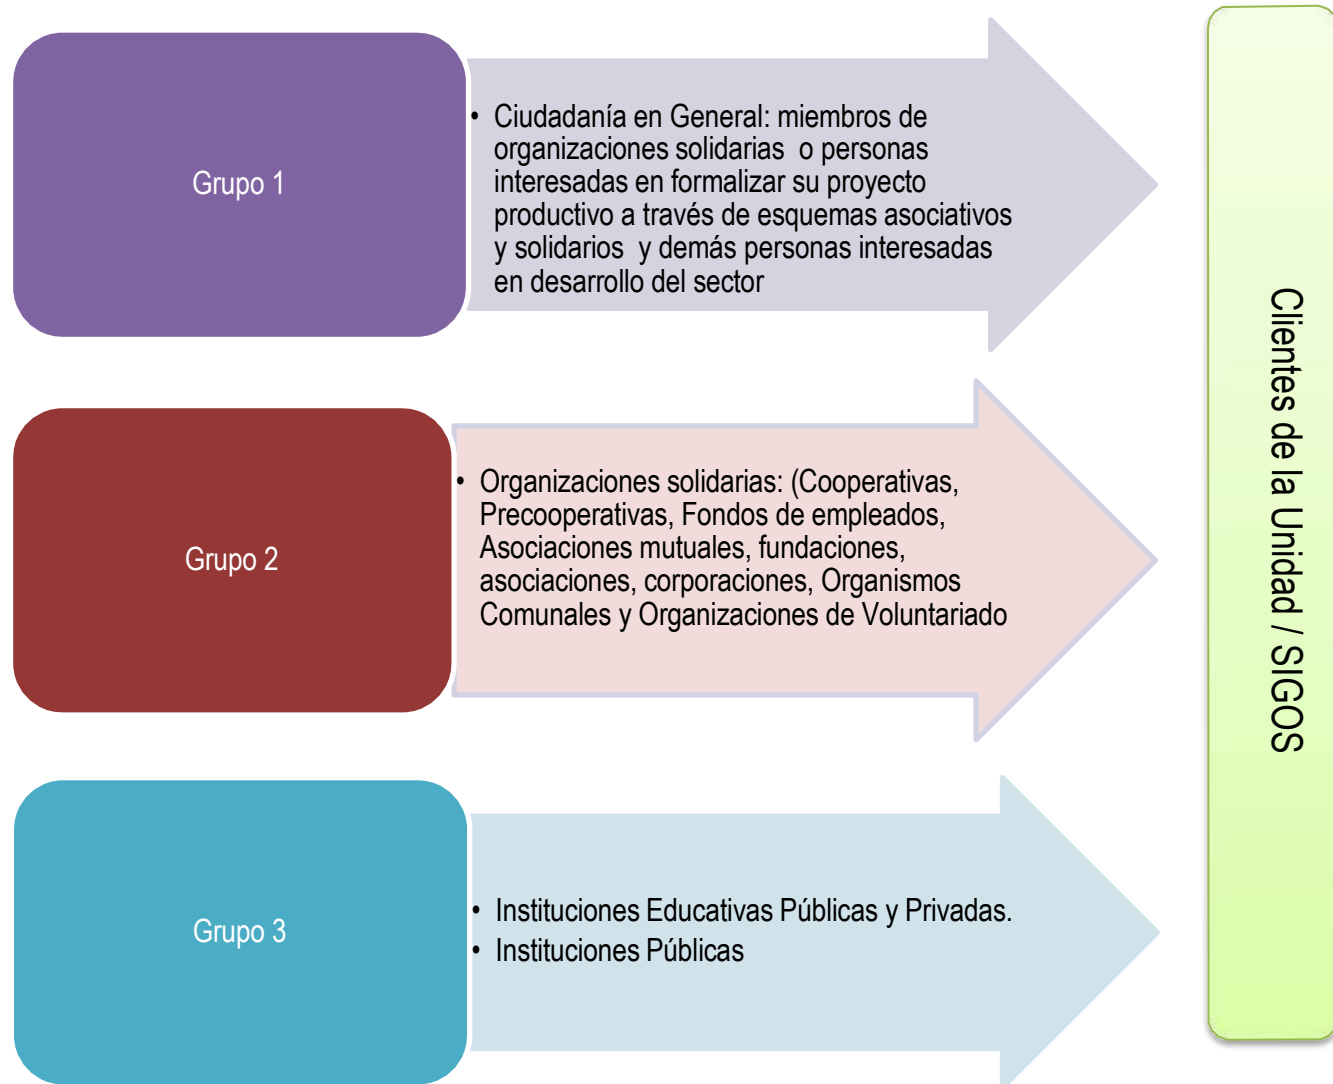 Grupo 1
• Ciudadanía en General: miembros de
organizaciones solidarias o personas
interesadas en formalizar su proyecto
productivo a través de esquemas asociativos
y solidarios y demás personas interesadas
en desarrollo del sector
Grupo 2
• Organizaciones solidarias: (Cooperativas,
Precooperativas, Fondos de empleados,
Asociaciones mutuales, fundaciones,
asociaciones, corporaciones, Organismos
Comunales y Organizaciones de Voluntariado
Grupo 3
• Instituciones Educativas Públicas y Privadas.
• Instituciones Públicas
Clientes de la Unidad / SIGOS